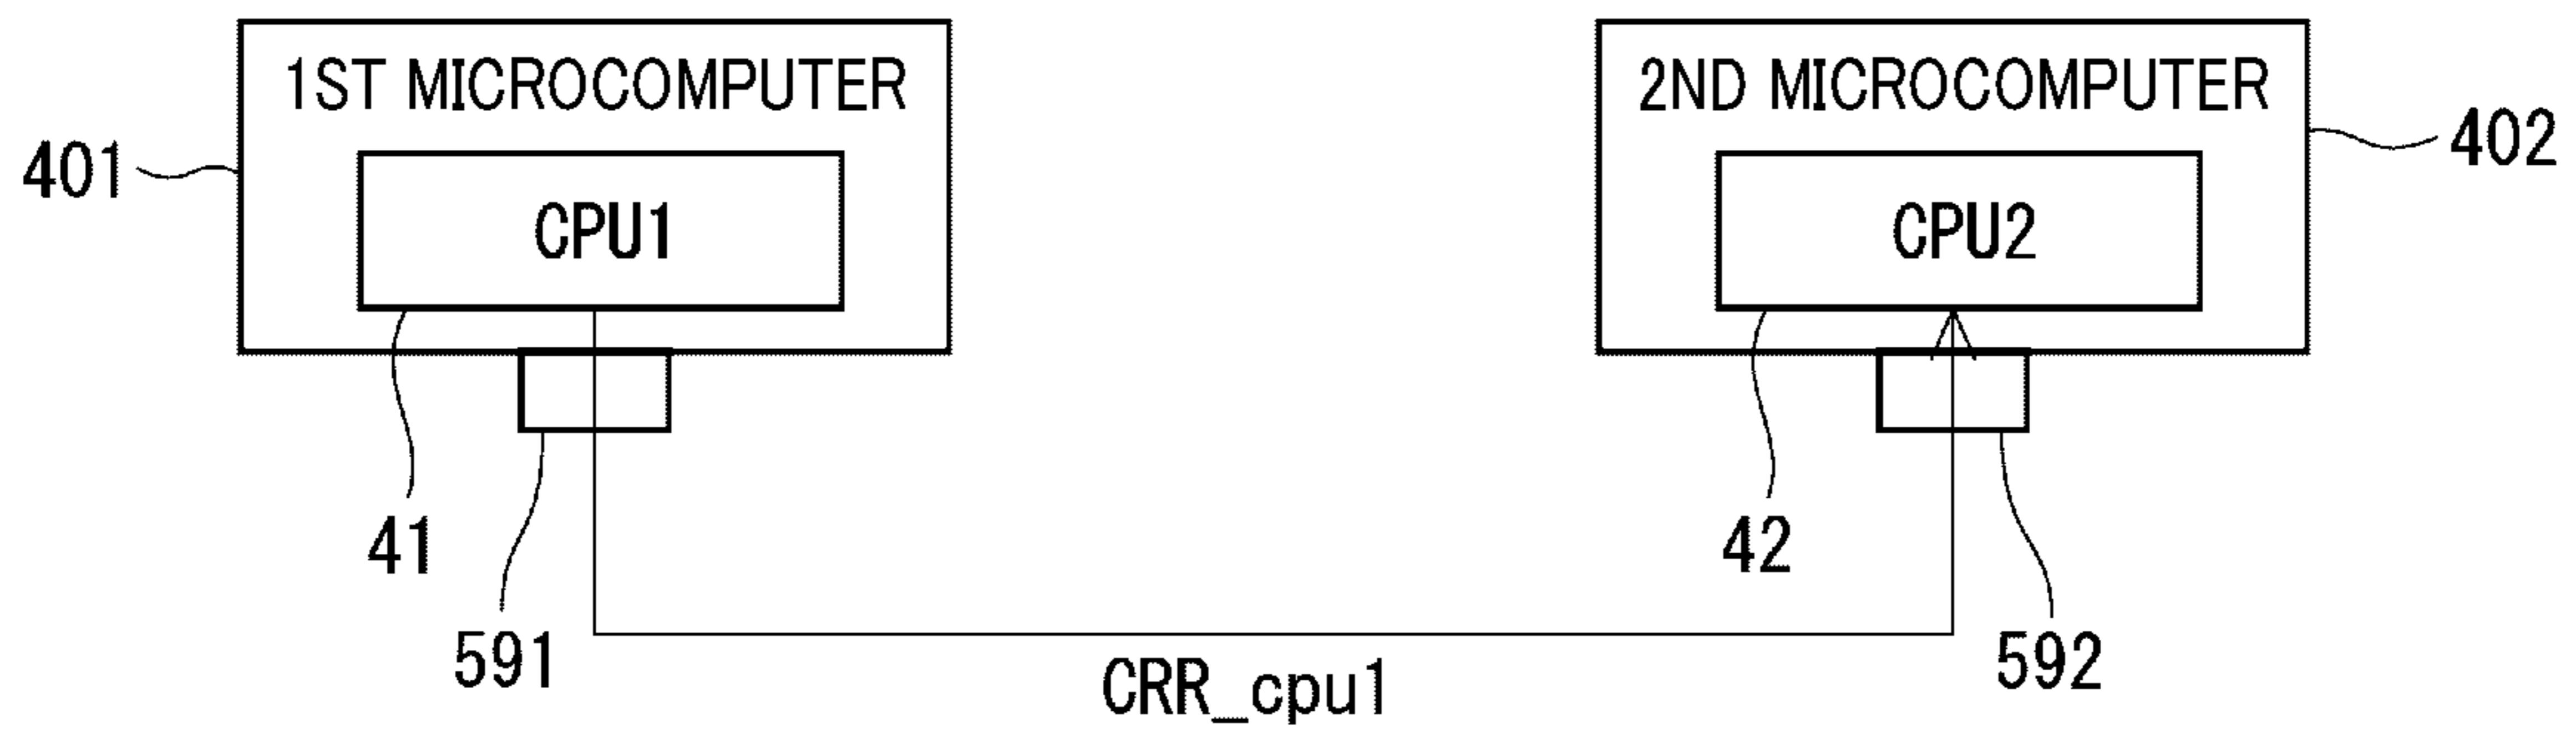 1ST MICROCOMPUTER
2ND MICROCOMPUTER
401
402
CPU1
CPU2
41
42
591
592
CRR_cpu1